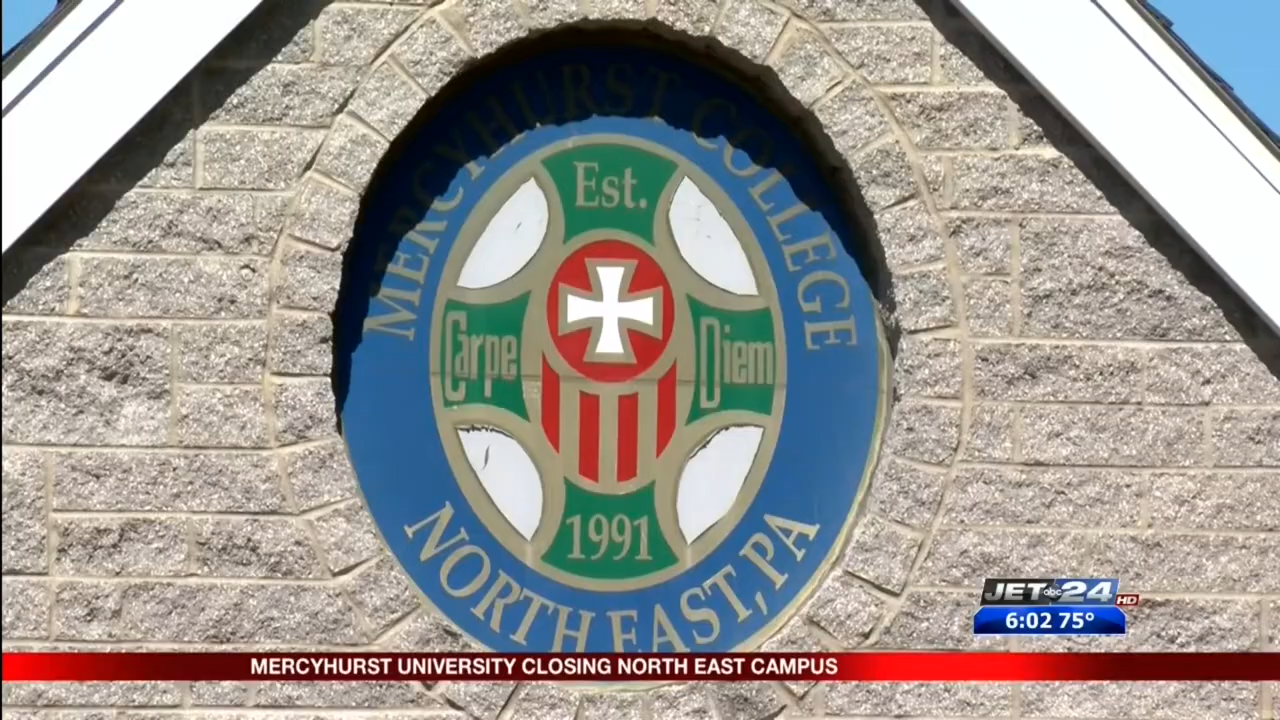 MERCYHURST COLLEGE
Est.
Carpe Diem
1991
NORTH EAST, PA
JET abc 24 HD
6:02 75°
MERCYHURST UNIVERSITY CLOSING NORTH EAST CAMPUS